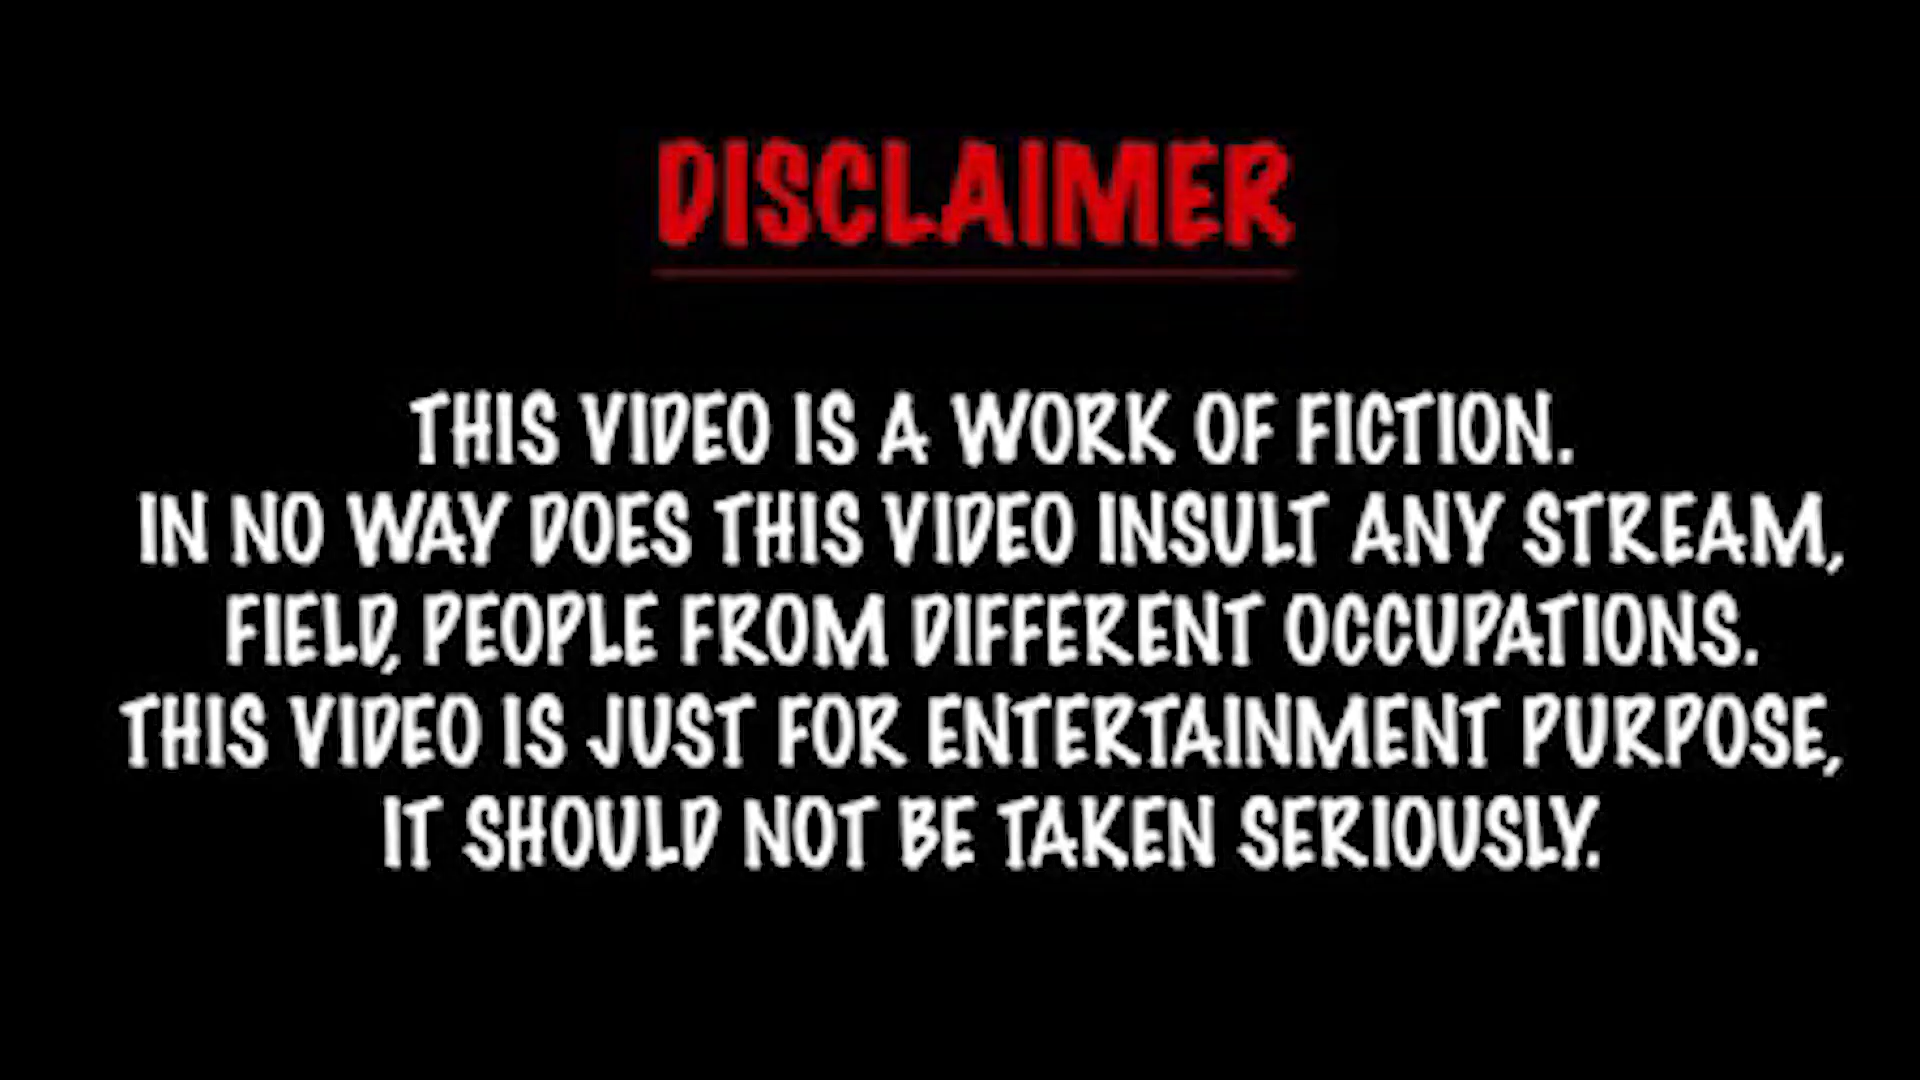 DISCLAIMER
THIS VIDEO IS A WORK OF FICTION.
IN NO WAY DOES THIS VIDEO INSULT ANY STREAM,
FIELD, PEOPLE FROM DIFFERENT OCCUPATIONS.
THIS VIDEO IS JUST FOR ENTERTAINMENT PURPOSE,
IT SHOULD NOT BE TAKEN SERIOUSLY.